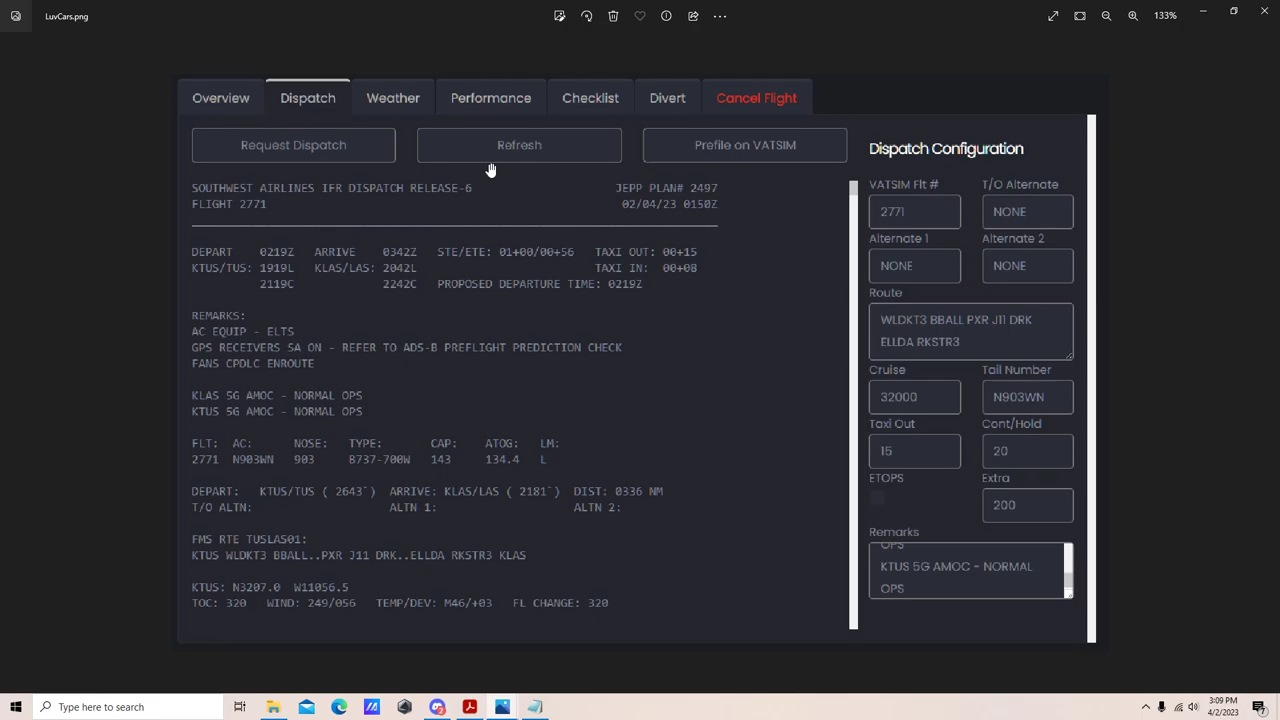 LuvCars.png
133%
Overview Dispatch Weather Performance Checklist Divert Cancel Flight
Request Dispatch Refresh Prefile on VATSIM
SOUTHWEST AIRLINES IFR DISPATCH RELEASE-6 JEPP PLAN# 2497
FLIGHT 2771 02/04/23 0150Z
DEPART 0219Z ARRIVE 0342Z STE/ETE: 01+00/00+56 TAXI OUT: 00+15
KTUS/TUS: 1919L KLAS/LAS: 2042L TAXI IN: 00+08
2119C 2242C PROPOSED DEPARTURE TIME: 0219Z
REMARKS:
AC EQUIP - ELTS
GPS RECEIVERS SA ON - REFER TO ADS-B PREFLIGHT PREDICTION CHECK
FANS CPDLC ENROUTE
KLAS 5G AMOC - NORMAL OPS
KTUS 5G AMOC - NORMAL OPS
FLT: AC: NOSE: TYPE: CAP: ATOG: LM:
2771 N903WN 903 B737-700W 143 134.4 L
DEPART: KTUS/TUS ( 2643`) ARRIVE: KLAS/LAS ( 2181`) DIST: 0336 NM
T/O ALTN: ALTN 1: ALTN 2:
FMS RTE TUSLAS01:
KTUS WLDKT3 BBALL..PXR J11 DRK..ELLDA RKSTR3 KLAS
KTUS: N3207.0 W11056.5
TOC: 320 WIND: 249/056 TEMP/DEV: M46/+03 FL CHANGE: 320
Dispatch Configuration
VATSIM Flt # T/O Alternate
2771 NONE
Alternate 1 Alternate 2
NONE NONE
Route
WLDKT3 BBALL PXR J11 DRK
ELLDA RKSTR3
Cruise Tail Number
32000 N903WN
Taxi Out Cont/Hold
15 20
ETOPS Extra
200
Remarks
OPS
KTUS 5G AMOC - NORMAL
OPS
Type here to search
3:09 PM
4/2/2023
7